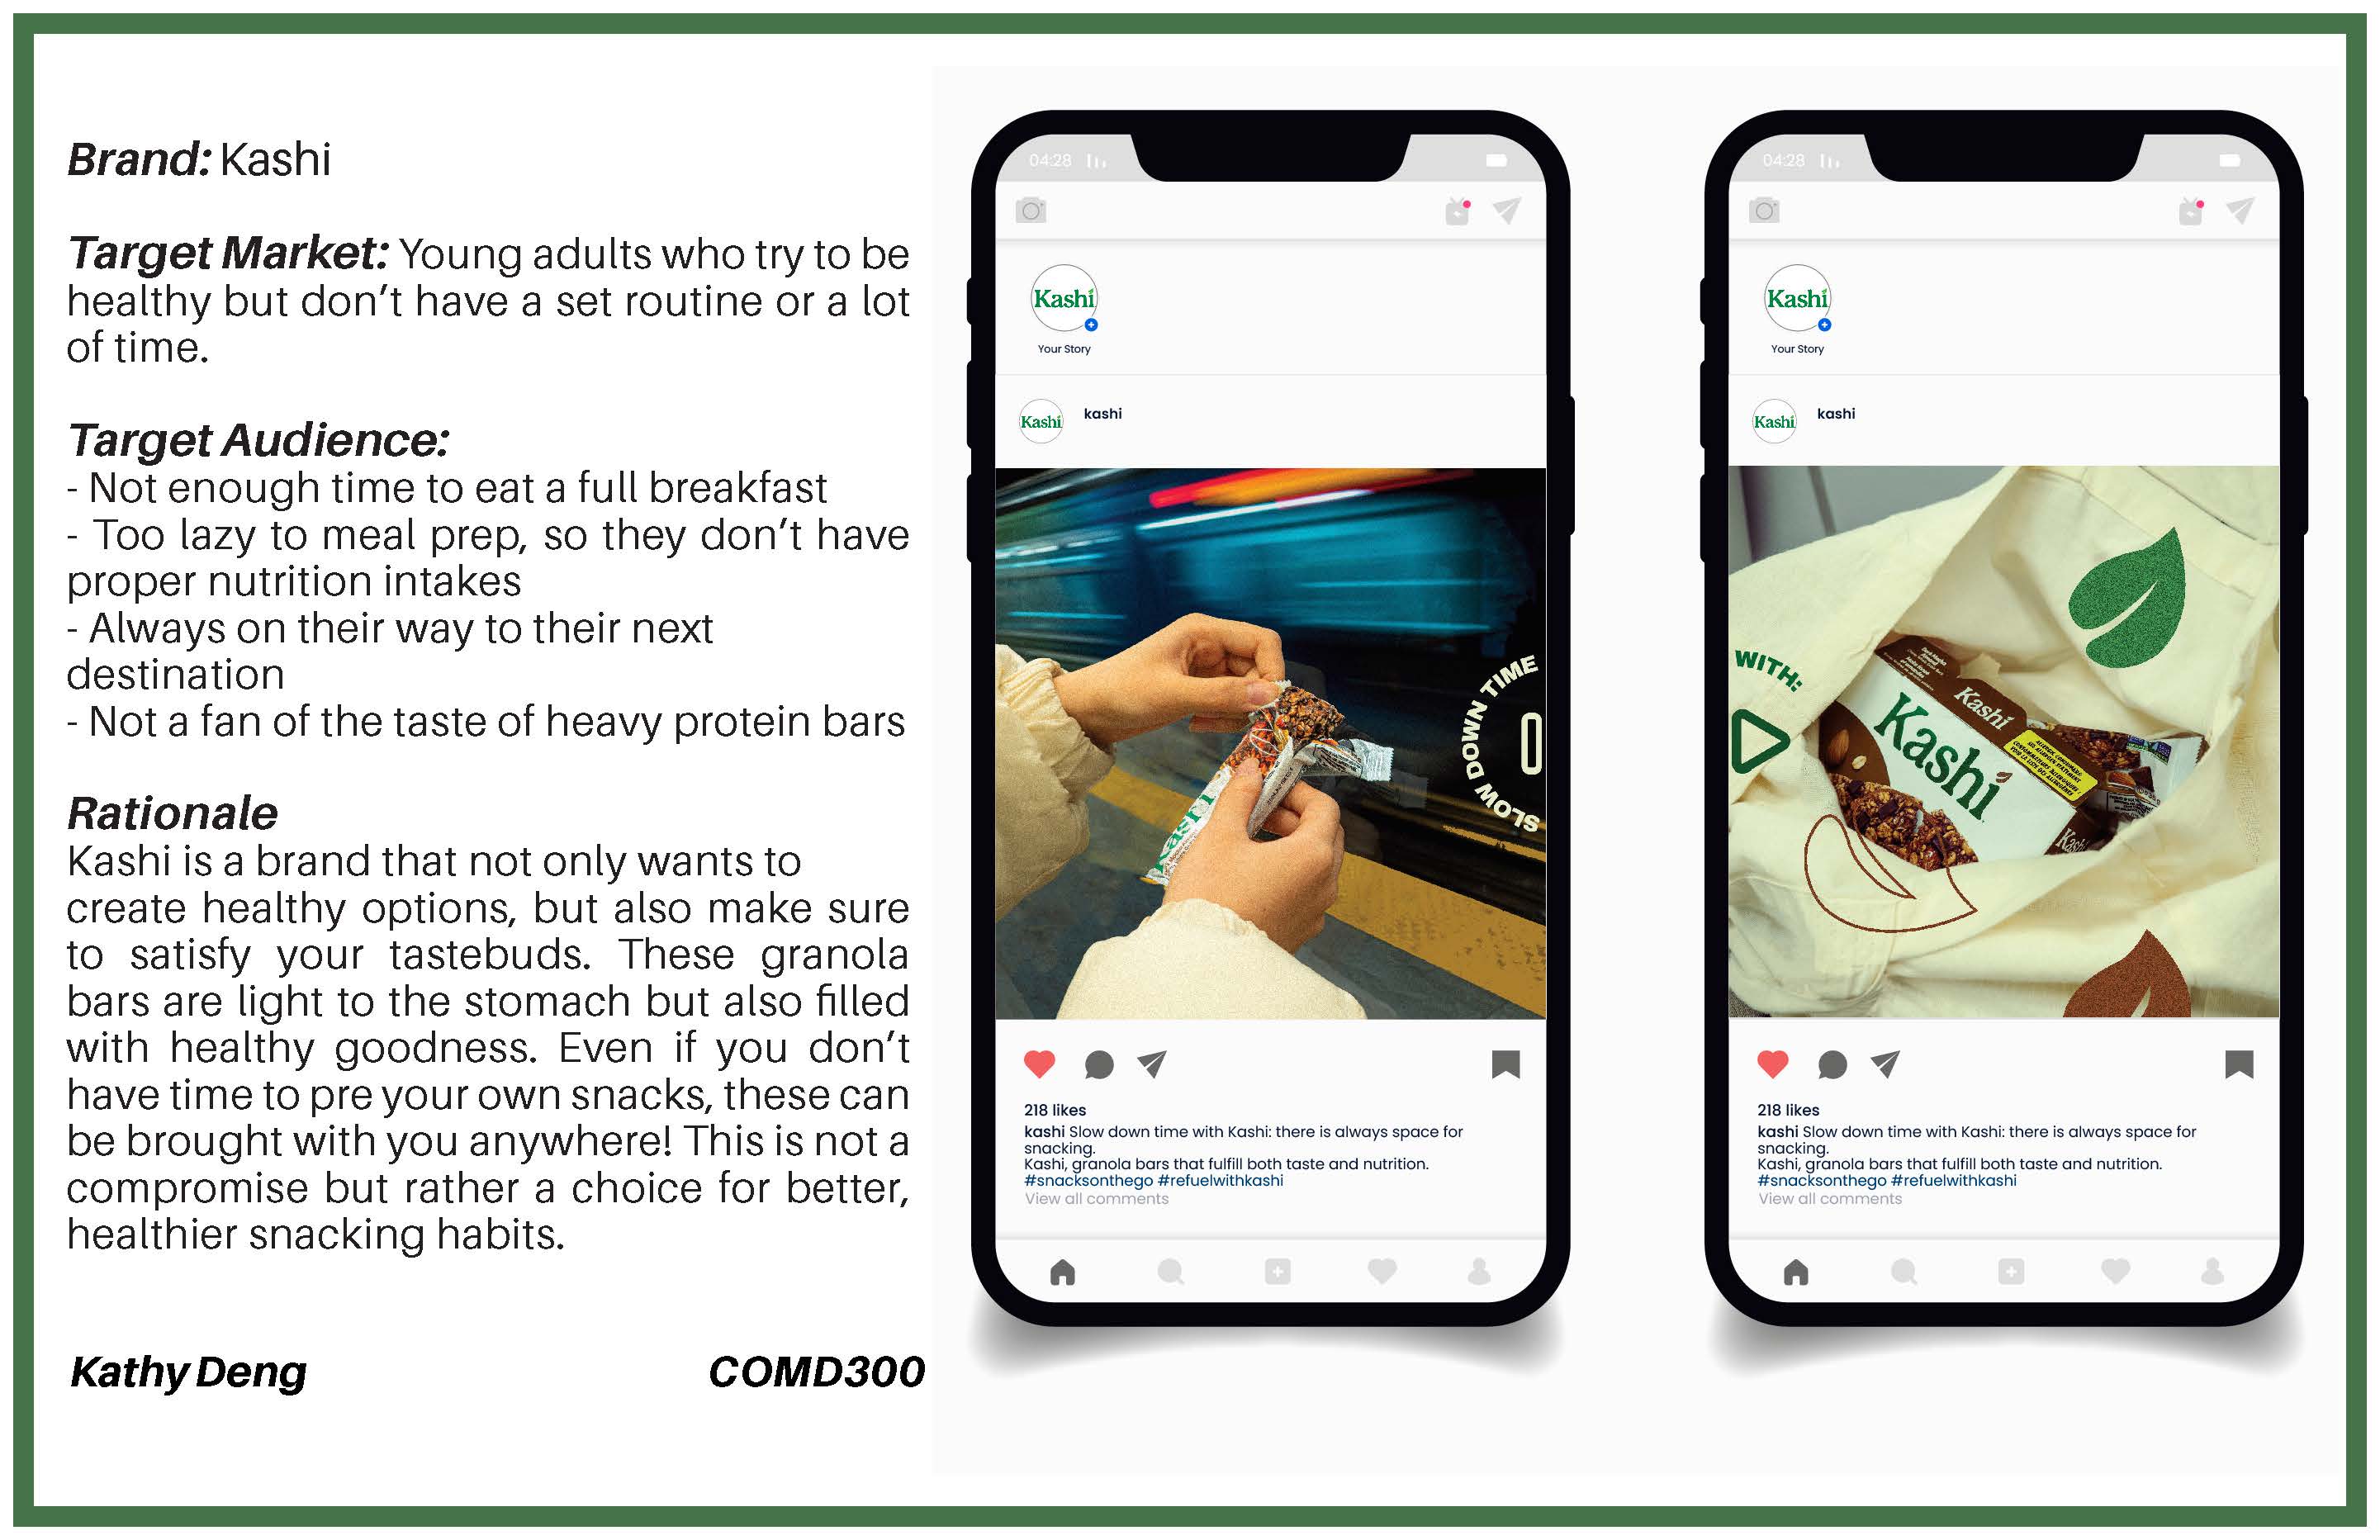 Brand: Kashi
Target Market: Young adults who try to be
healthy but don't have a set routine or a lot
of time.
Target Audience:
- Not enough time to eat a full breakfast
- Too lazy to meal prep, so they don't have
proper nutrition intakes
- Always on their way to their next
destination
- Not a fan of the taste of heavy protein bars
Rationale
Kashi is a brand that not only wants to
create healthy options, but also make sure
to satisfy your tastebuds. These granola
bars are light to the stomach but also filled
with healthy goodness. Even if you don't
have time to pre your own snacks, these can
be brought with you anywhere! This is not a
compromise but rather a choice for better,
healthier snacking habits.
Kathy Deng
COMD300
04:28
Kashi
Your Story
Kashi
kashi
SLOW DOWN TIME
Kashi
218 likes
kashi Slow down time with Kashi: there is always space for
snacking.
Kashi, granola bars that fulfill both taste and nutrition.
#snacksonthego #refuelwithkashi
View all comments
04:28
Kashi
Your Story
Kashi
kashi
WITH:
Kashi
Kashi
Kashi
218 likes
kashi Slow down time with Kashi: there is always space for
snacking.
Kashi, granola bars that fulfill both taste and nutrition.
#snacksonthego #refuelwithkashi
View all comments